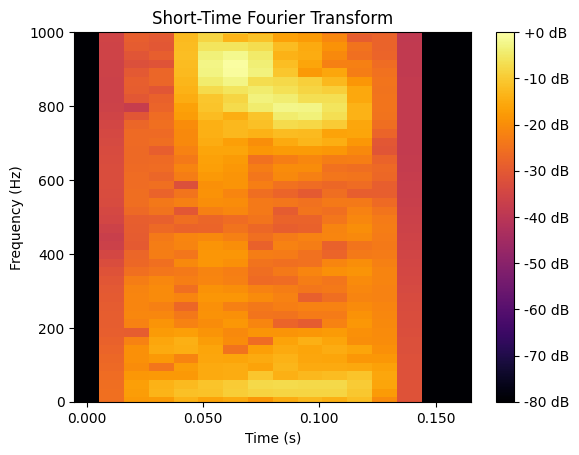 Short-Time Fourier Transform
1000
800
600
400
200
0
Frequency (Hz)
0.000
0.050
0.100
0.150
Time (s)
+0 dB
-10 dB
-20 dB
-30 dB
-40 dB
-50 dB
-60 dB
-70 dB
-80 dB